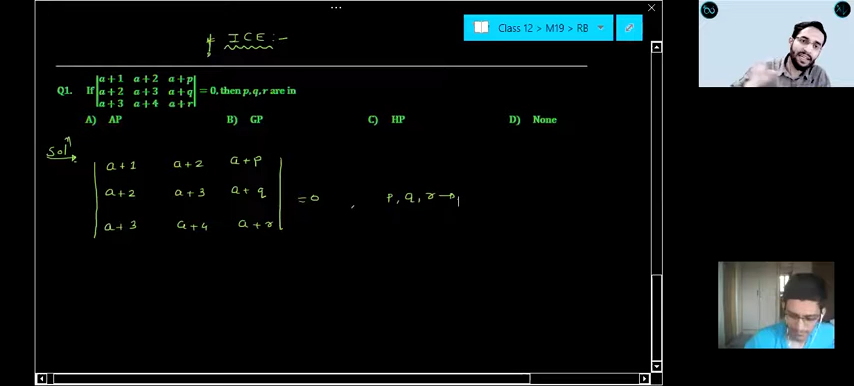 * ICE :-
Class 12 > M19 > RB
Q1. If |a+1 a+2 a+p|
|a+2 a+3 a+q| = 0, then p, q, r are in
|a+3 a+4 a+r|
A) AP B) GP C) HP D) None
Sol
a+1 a+2 a+p
a+2 a+3 a+q = 0, p, q, r →
a+3 a+4 a+r